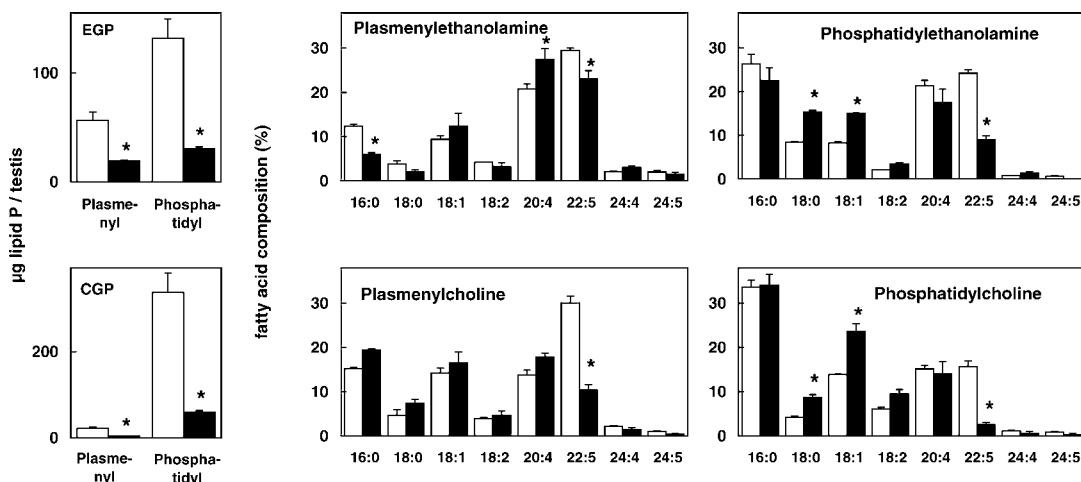 µg lipid P / testis
EGP
100
0
*
*
Plasme-
nyl
Phospha-
tidyl
CGP
200
0
*
*
Plasme-
nyl
Phospha-
tidyl
fatty acid composition (%)
Plasmenylethanolamine
30
20
10
0
*
*
*
16:0 18:0 18:1 18:2 20:4 22:5 24:4 24:5
Phosphatidylethanolamine
30
20
10
0
*
*
*
16:0 18:0 18:1 18:2 20:4 22:5 24:4 24:5
Plasmenylcholine
30
20
10
0
*
16:0 18:0 18:1 18:2 20:4 22:5 24:4 24:5
Phosphatidylcholine
30
20
10
0
*
*
*
16:0 18:0 18:1 18:2 20:4 22:5 24:4 24:5